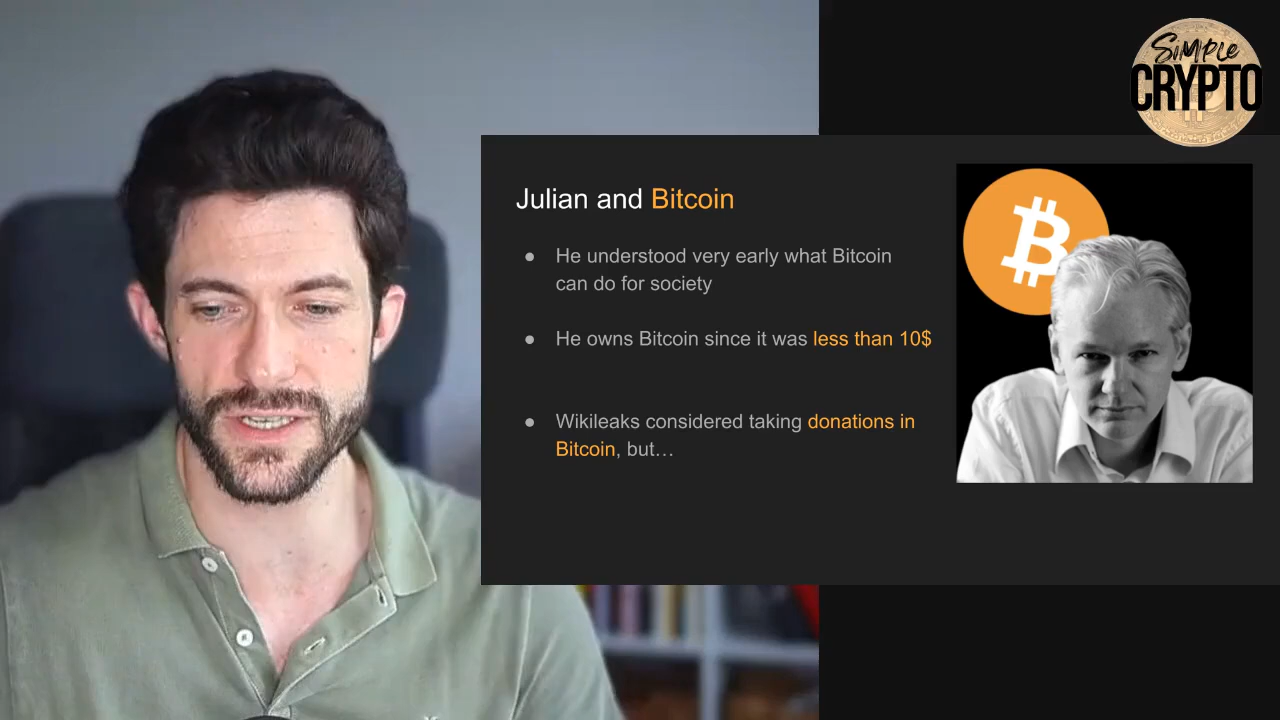 Simple
CRYPTO
Julian and Bitcoin
● He understood very early what Bitcoin
can do for society
● He owns Bitcoin since it was less than 10$
● Wikileaks considered taking donations in
Bitcoin, but…